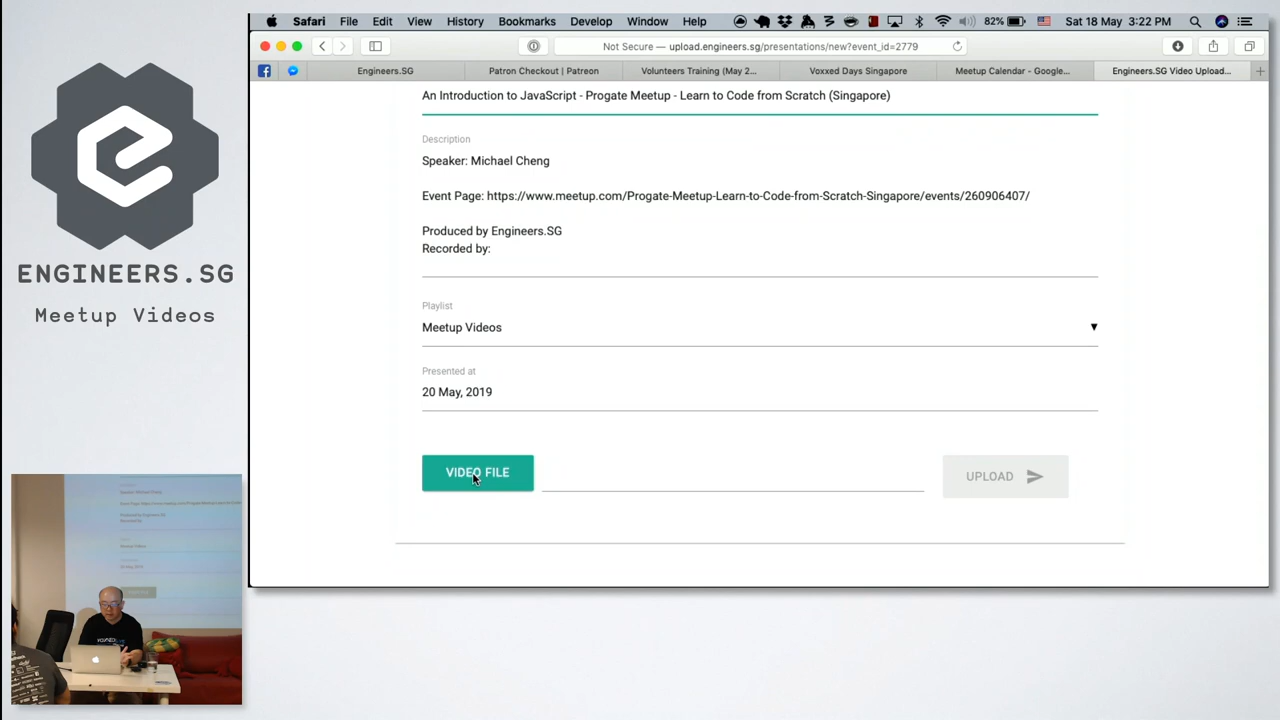 Safari File Edit View History Bookmarks Develop Window Help 82% Sat 18 May 3:22 PM
Not Secure — upload.engineers.sg/presentations/new?event_id=2779
Engineers.SG Patron Checkout | Patreon Volunteers Training (May 2... Voxxed Days Singapore Meetup Calendar - Google... Engineers.SG Video Upload...
An Introduction to JavaScript - Progate Meetup - Learn to Code from Scratch (Singapore)
Description
Speaker: Michael Cheng
Event Page: https://www.meetup.com/Progate-Meetup-Learn-to-Code-from-Scratch-Singapore/events/260906407/
Produced by Engineers.SG
Recorded by:
Playlist
Meetup Videos
Presented at
20 May, 2019
VIDEO FILE
UPLOAD
ENGINEERS.SG
Meetup Videos